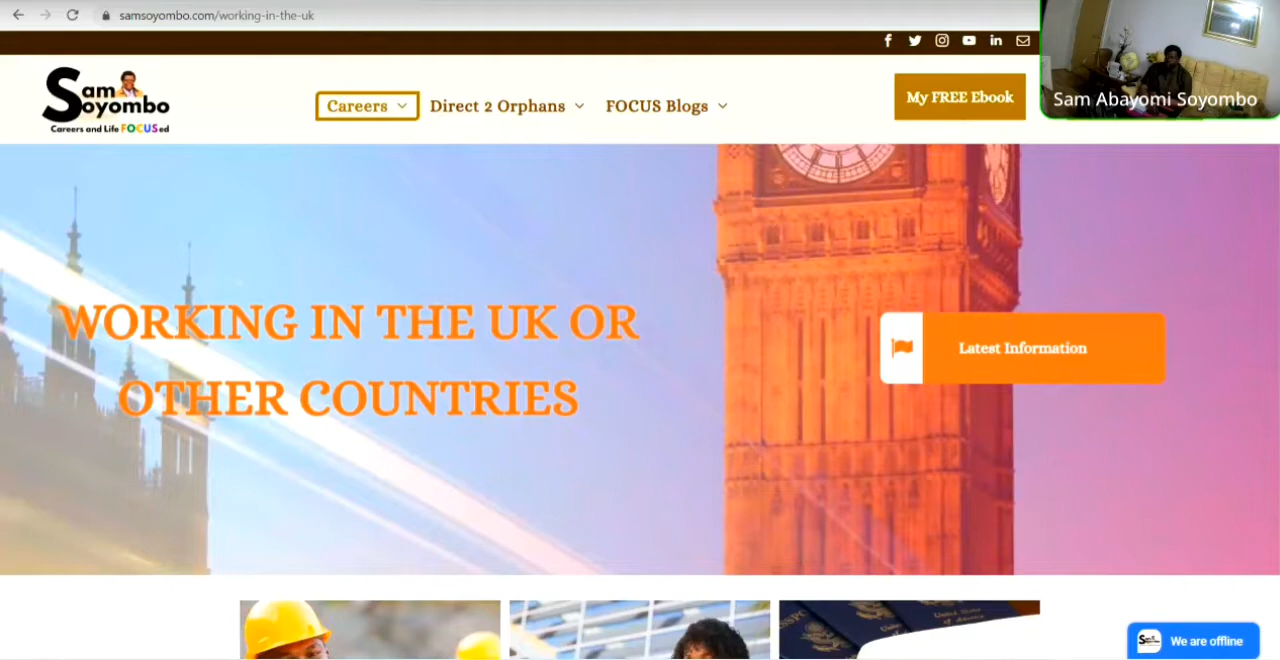 samsoyombo.com/working-in-the-uk
Sam Soyombo
Careers and Life FOCUSed
Careers
Direct 2 Orphans
FOCUS Blogs
My FREE Ebook
Sam Abayomi Soyombo
WORKING IN THE UK OR
OTHER COUNTRIES
Latest Information
We are offline